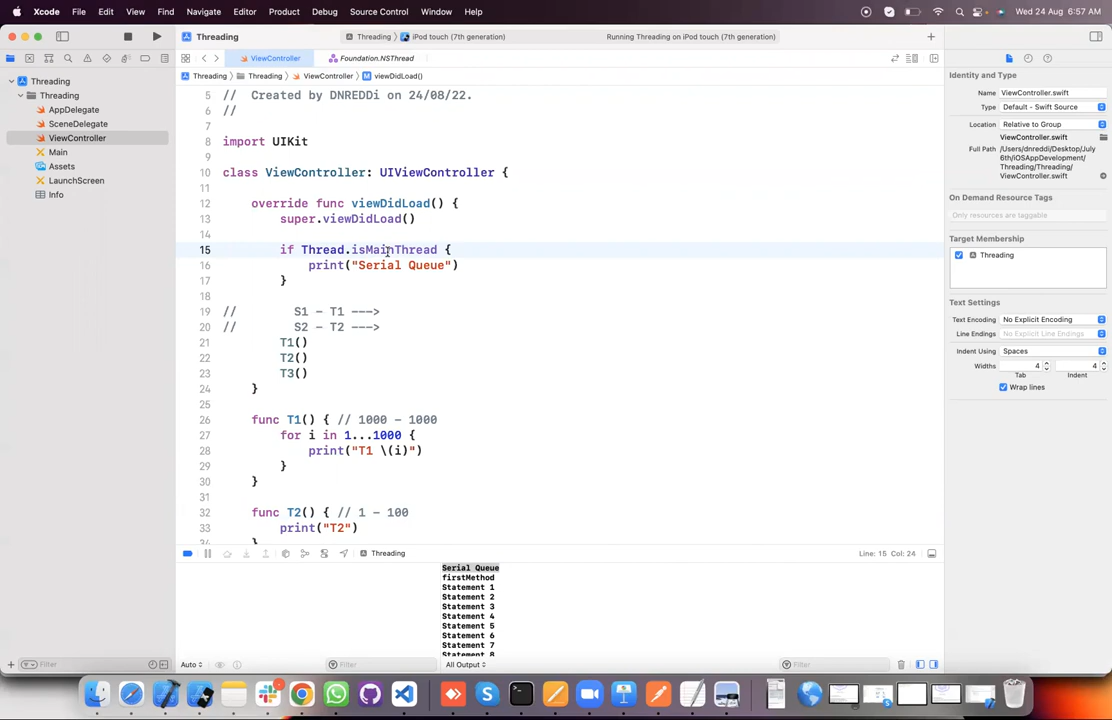 Xcode File Edit View Find Navigate Editor Product Debug Source Control Window Help Wed 24 Aug 6:57 AM
Threading Threading iPod touch (7th generation) Running Threading on iPod touch (7th generation)
ViewController Foundation.NSThread
Threading Threading ViewController M viewDidLoad()
Threading
Threading
AppDelegate
SceneDelegate
ViewController
Main
Assets
LaunchScreen
Info
5 // Created by DNREDDi on 24/08/22.
6 //
7
8 import UIKit
9
10 class ViewController: UIViewController {
11
12 override func viewDidLoad() {
13 super.viewDidLoad()
14
15 if Thread.isMainThread {
16 print("Serial Queue")
17 }
18
19 // S1 - T1 --->
20 // S2 - T2 --->
21 T1()
22 T2()
23 T3()
24 }
25
26 func T1() { // 1000 - 1000
27 for i in 1...1000 {
28 print("T1 \(i)")
29 }
30 }
31
32 func T2() { // 1 - 100
33 print("T2")
34 }
Threading Line: 15 Col: 24
Serial Queue
firstMethod
Statement 1
Statement 2
Statement 3
Statement 4
Statement 5
Statement 6
Statement 7
Statement 8
Filter Auto Filter All Output Filter
Identity and Type
Name ViewController.swift
Type Default - Swift Source
Location Relative to Group
ViewController.swift
Full Path /Users/dnreddi/Desktop/July
6th/iOSAppDevelopment/
Threading/Threading/
ViewController.swift
On Demand Resource Tags
Only resources are taggable
Target Membership
Threading
Text Settings
Text Encoding No Explicit Encoding
Line Endings No Explicit Line Endings
Indent Using Spaces
Widths 4 4
Tab Indent
Wrap lines